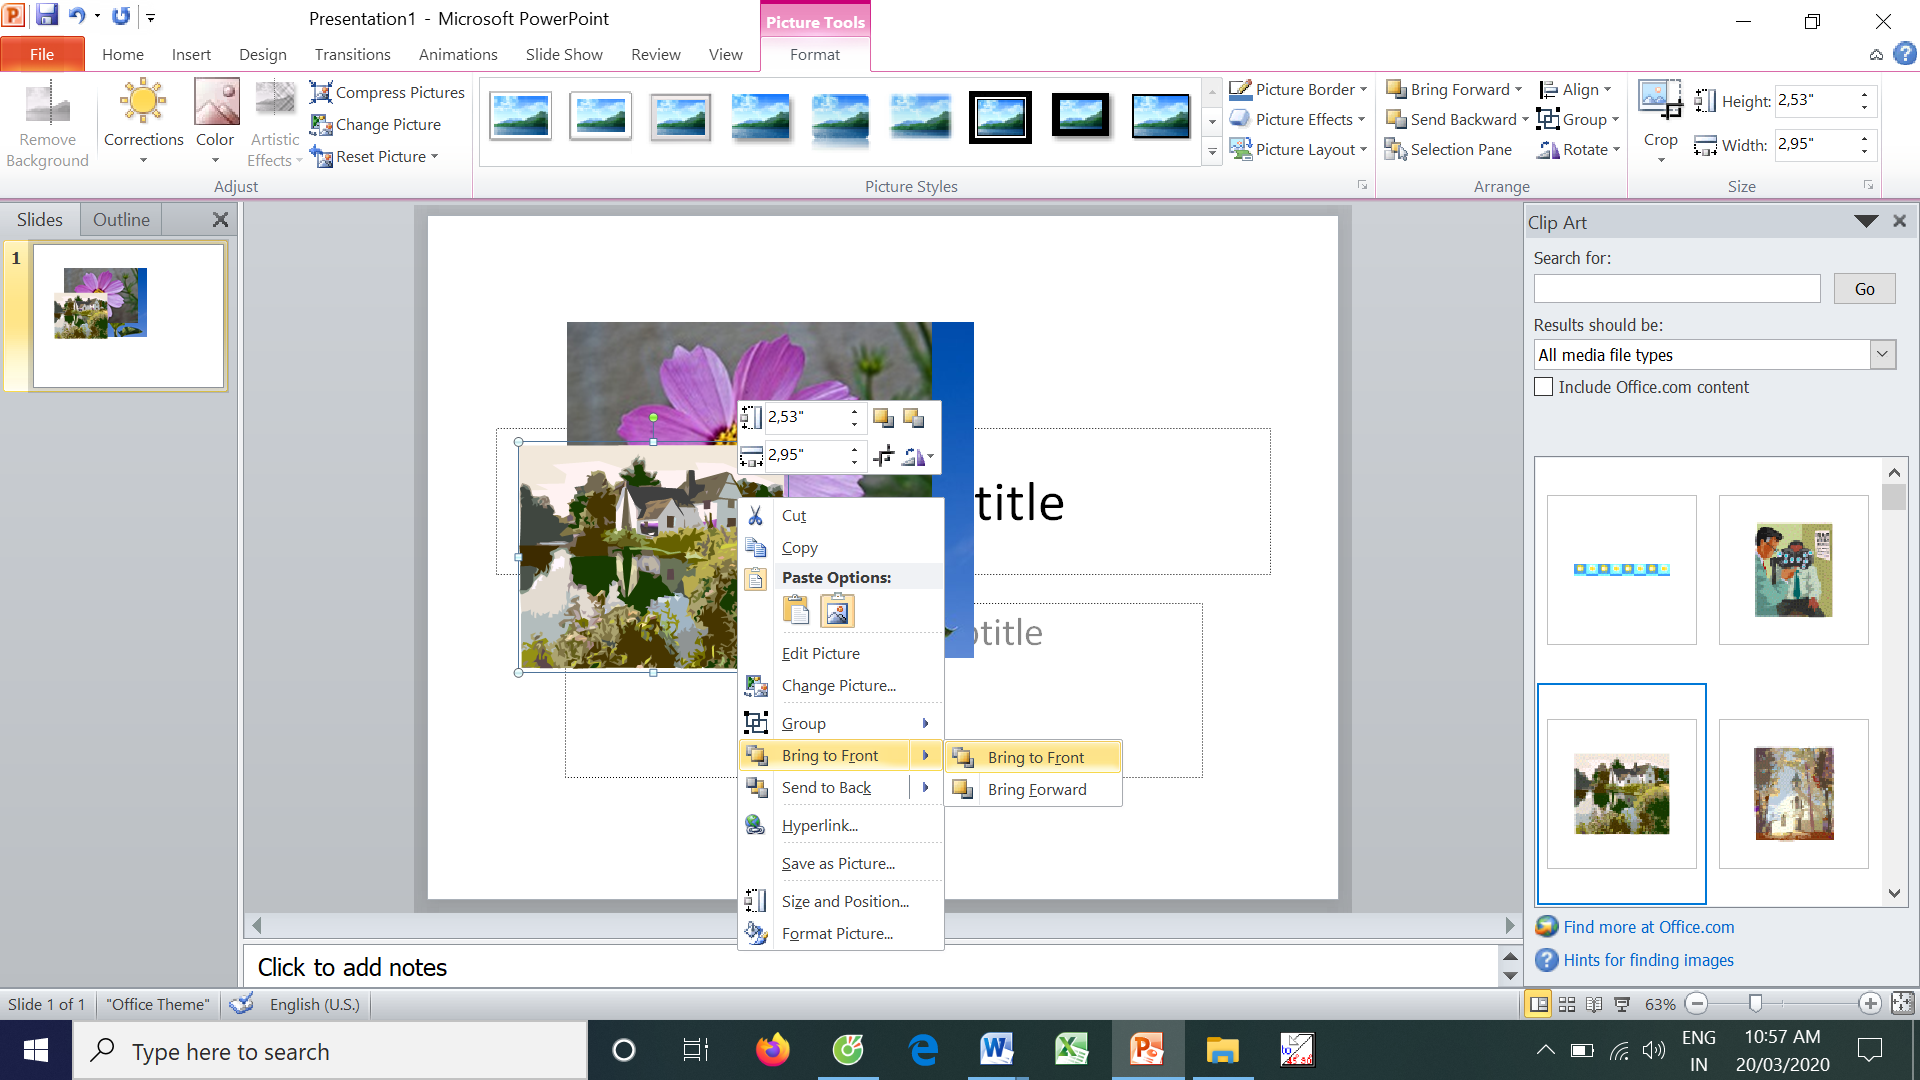 Presentation1 - Microsoft PowerPoint
Picture Tools
File Home Insert Design Transitions Animations Slide Show Review View Format
Remove Background
Corrections
Color
Artistic Effects
Compress Pictures
Change Picture
Reset Picture
Adjust
Picture Styles
Picture Border
Picture Effects
Picture Layout
Bring Forward
Send Backward
Selection Pane
Align
Group
Rotate
Arrange
Crop
Height: 2,53"
Width: 2,95"
Size
Slides Outline
1
title
otitle
2,53"
2,95"
Cut
Copy
Paste Options:
Edit Picture
Change Picture...
Group
Bring to Front
Send to Back
Hyperlink...
Save as Picture...
Size and Position...
Format Picture...
Bring to Front
Bring Forward
Click to add notes
Clip Art
Search for:
Go
Results should be:
All media file types
Include Office.com content
Find more at Office.com
Hints for finding images
Slide 1 of 1 "Office Theme" English (U.S.) 63%
Type here to search
ENG
IN
10:57 AM
20/03/2020